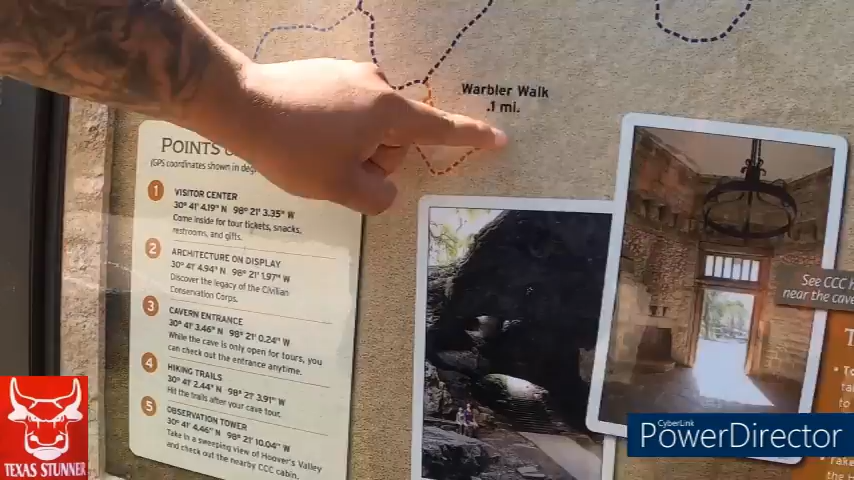 Warbler Walk
.1 mi.
POINTS
(GPS coordinates shown in
1
VISITOR CENTER
30° 41' 4.19" N 98° 21' 3.35" W
Come inside for tour tickets, snacks,
restrooms, and gifts.
2
ARCHITECTURE ON DISPLAY
30° 41' 4.94" N 98° 21' 1.97" W
Discover the legacy of the Civilian
Conservation Corps.
3
CAVERN ENTRANCE
30° 41' 3.46" N 98° 21' 0.24" W
While the cave is only open for tours, you
can check out the entrance anytime.
4
HIKING TRAILS
30° 41' 2.44" N 98° 21' 3.91" W
Hit the trails after your cave tour.
5
OBSERVATION TOWER
30° 41' 4.46" N 98° 21' 10.04" W
Take in a sweeping view of Hoover's Valley
and check out the nearby CCC cabin.
See CCC
near the cave
TEXAS STUNNER
CyberLink
PowerDirector